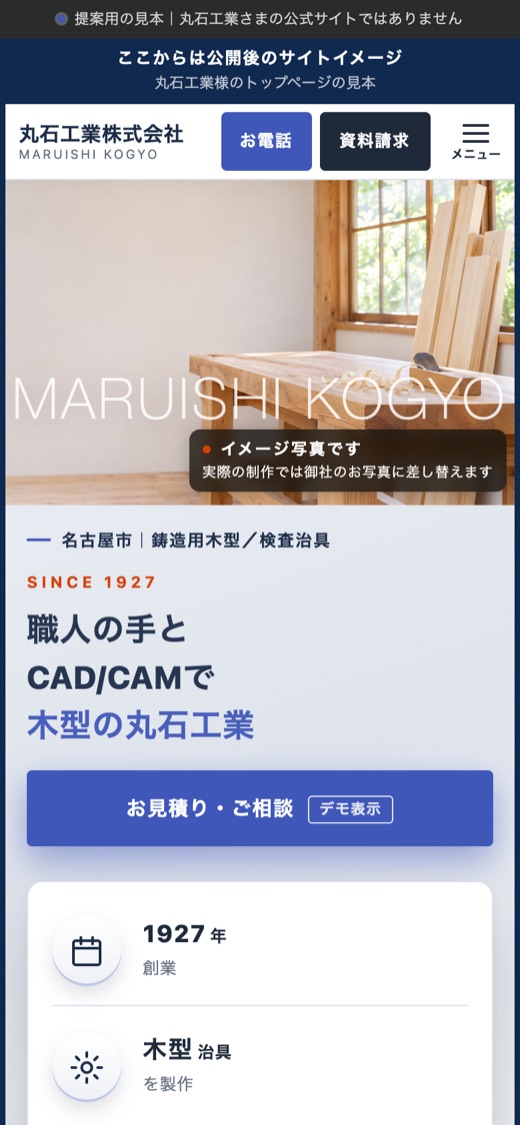 提案用の見本｜丸石工業さまの公式サイトではありません
ここからは公開後のサイトイメージ
丸石工業様のトップページの見本
丸石工業株式会社
MARUISHI KOGYO
お電話
資料請求
メニュー
MARUISHI KOGYO
イメージ写真です
実際の制作では御社のお写真に差し替えます
名古屋市｜鋳造用木型／検査治具
SINCE 1927
職人の手と
CAD/CAMで
木型の丸石工業
お見積り・ご相談 デモ表示
1927年
創業
木型 治具
を製作